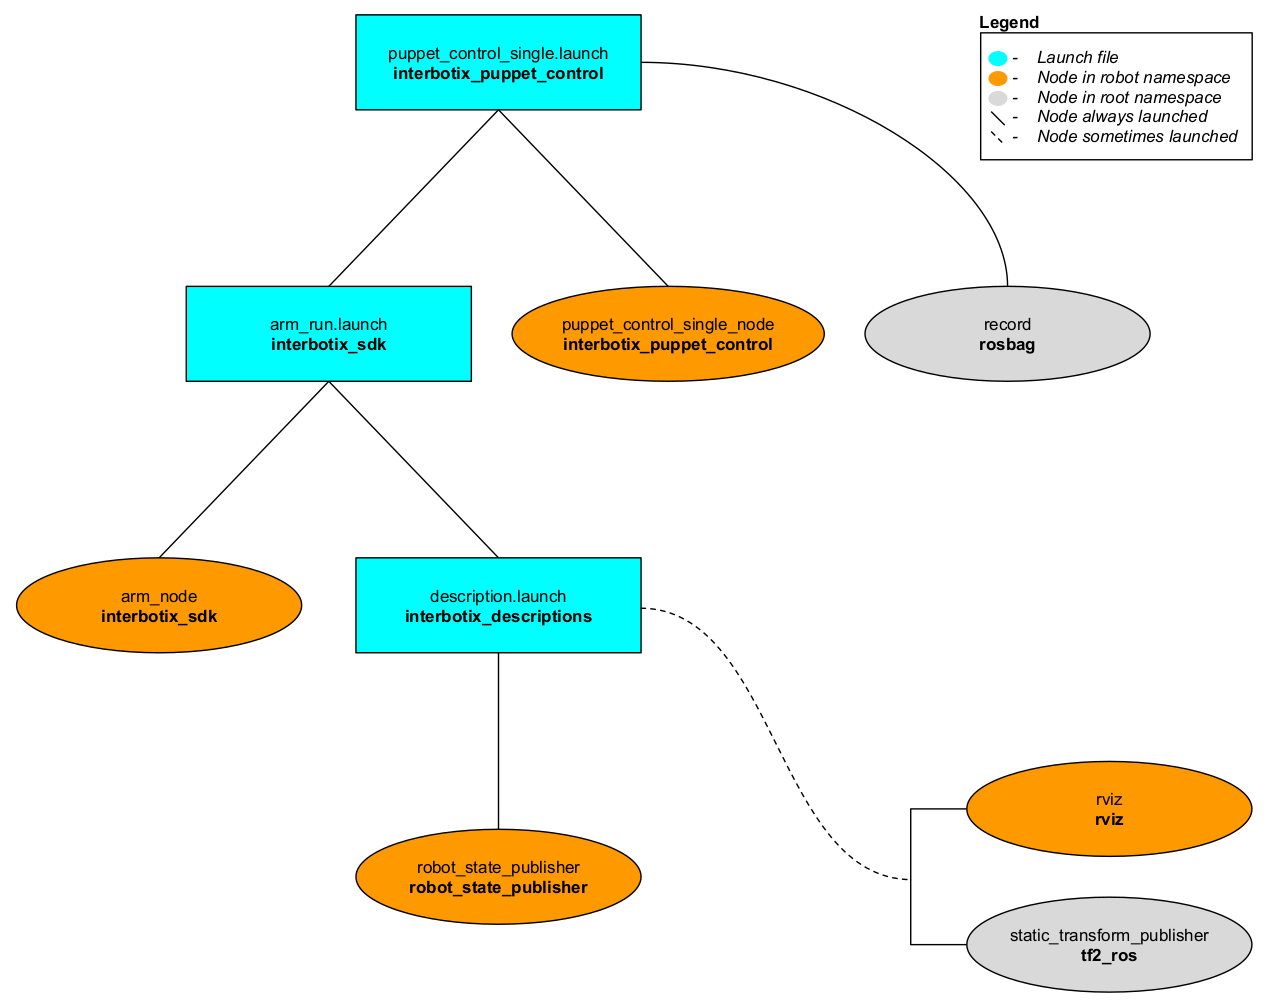 puppet_control_single.launch
interbotix_puppet_control
Legend
- Launch file
- Node in robot namespace
- Node in root namespace
- Node always launched
- Node sometimes launched
arm_run.launch
interbotix_sdk
puppet_control_single_node
interbotix_puppet_control
record
rosbag
arm_node
interbotix_sdk
description.launch
interbotix_descriptions
rviz
rviz
robot_state_publisher
robot_state_publisher
static_transform_publisher
tf2_ros